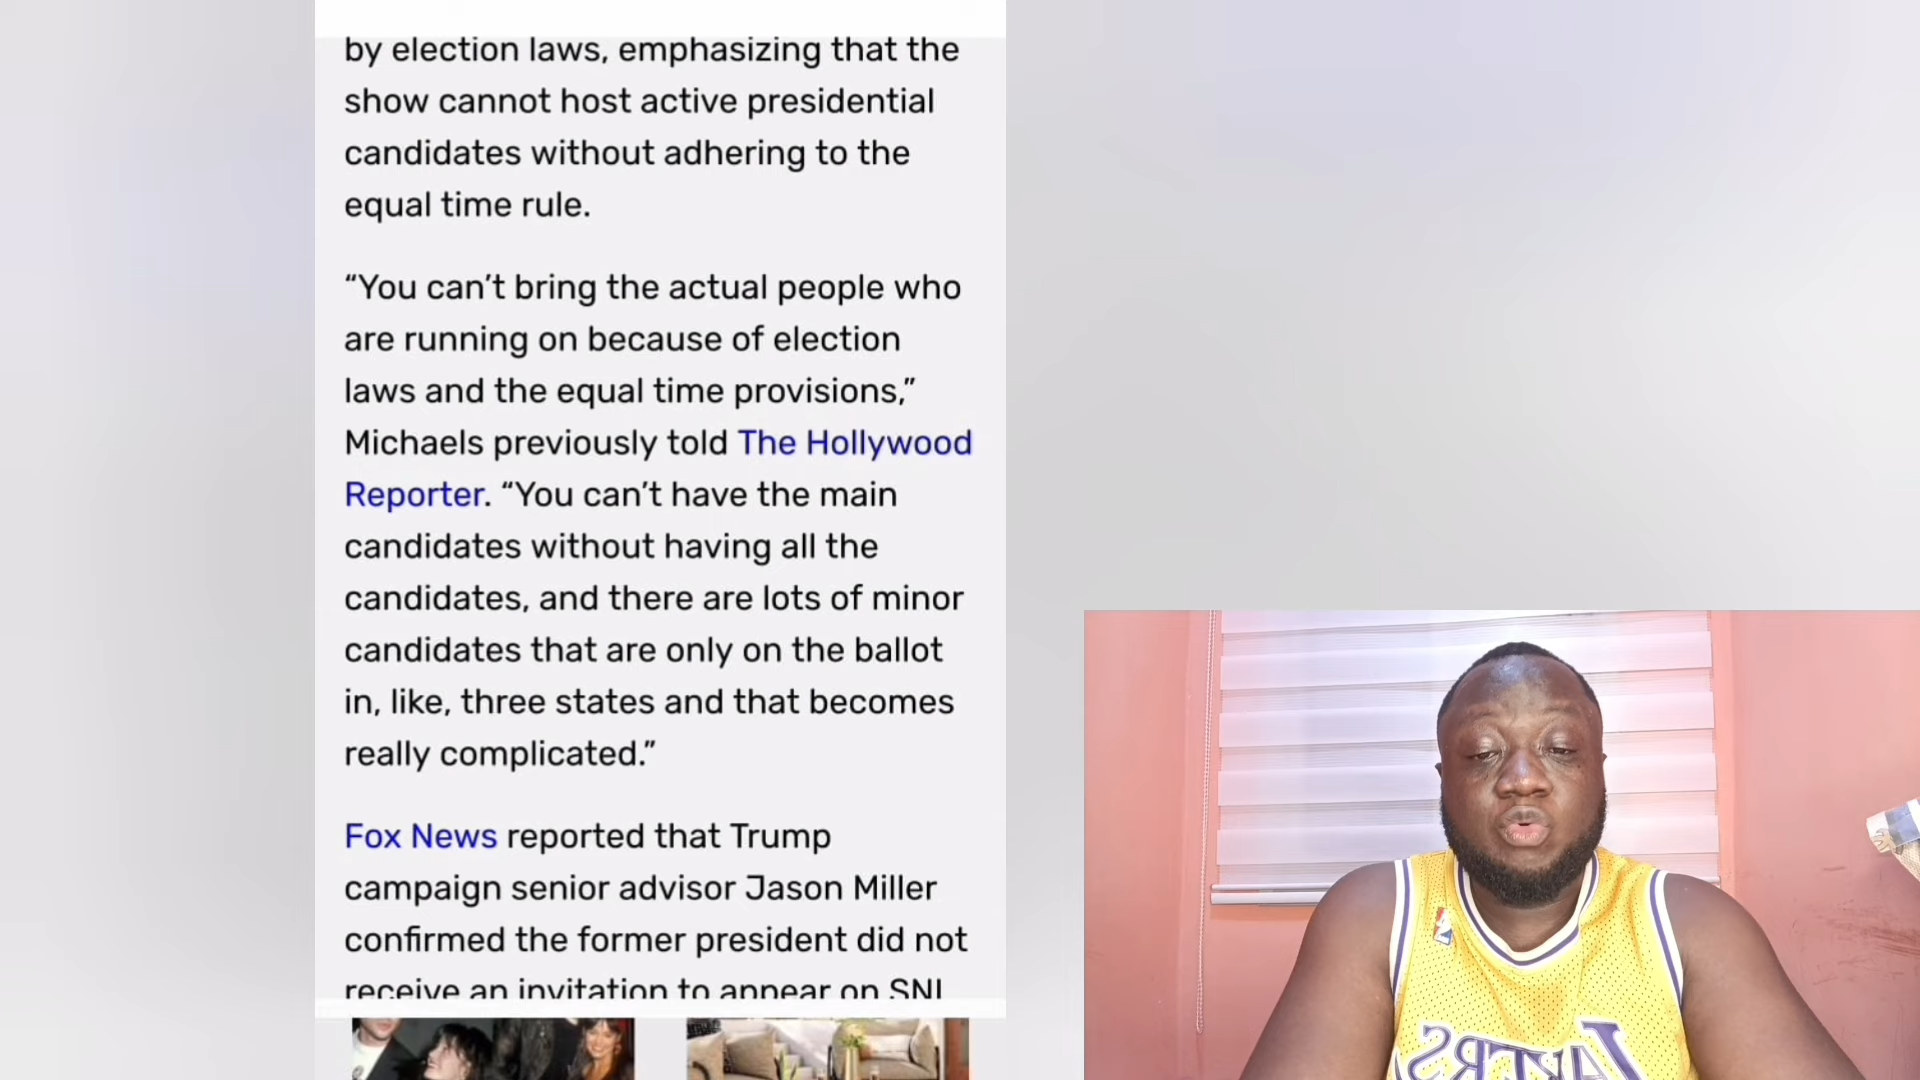 by election laws, emphasizing that the
show cannot host active presidential
candidates without adhering to the
equal time rule.
“You can’t bring the actual people who
are running on because of election
laws and the equal time provisions,”
Michaels previously told The Hollywood
Reporter. “You can’t have the main
candidates without having all the
candidates, and there are lots of minor
candidates that are only on the ballot
in, like, three states and that becomes
really complicated.”
Fox News reported that Trump
campaign senior advisor Jason Miller
confirmed the former president did not
receive an invitation to appear on SNL
LAKERS